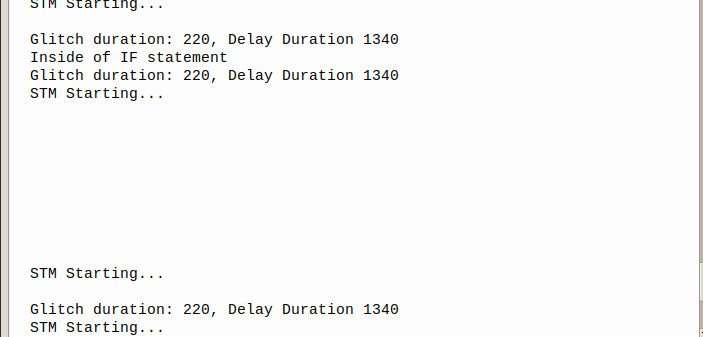 STM Starting...
Glitch duration: 220, Delay Duration 1340
Inside of IF statement
Glitch duration: 220, Delay Duration 1340
STM Starting...
STM Starting...
Glitch duration: 220, Delay Duration 1340
STM Starting...